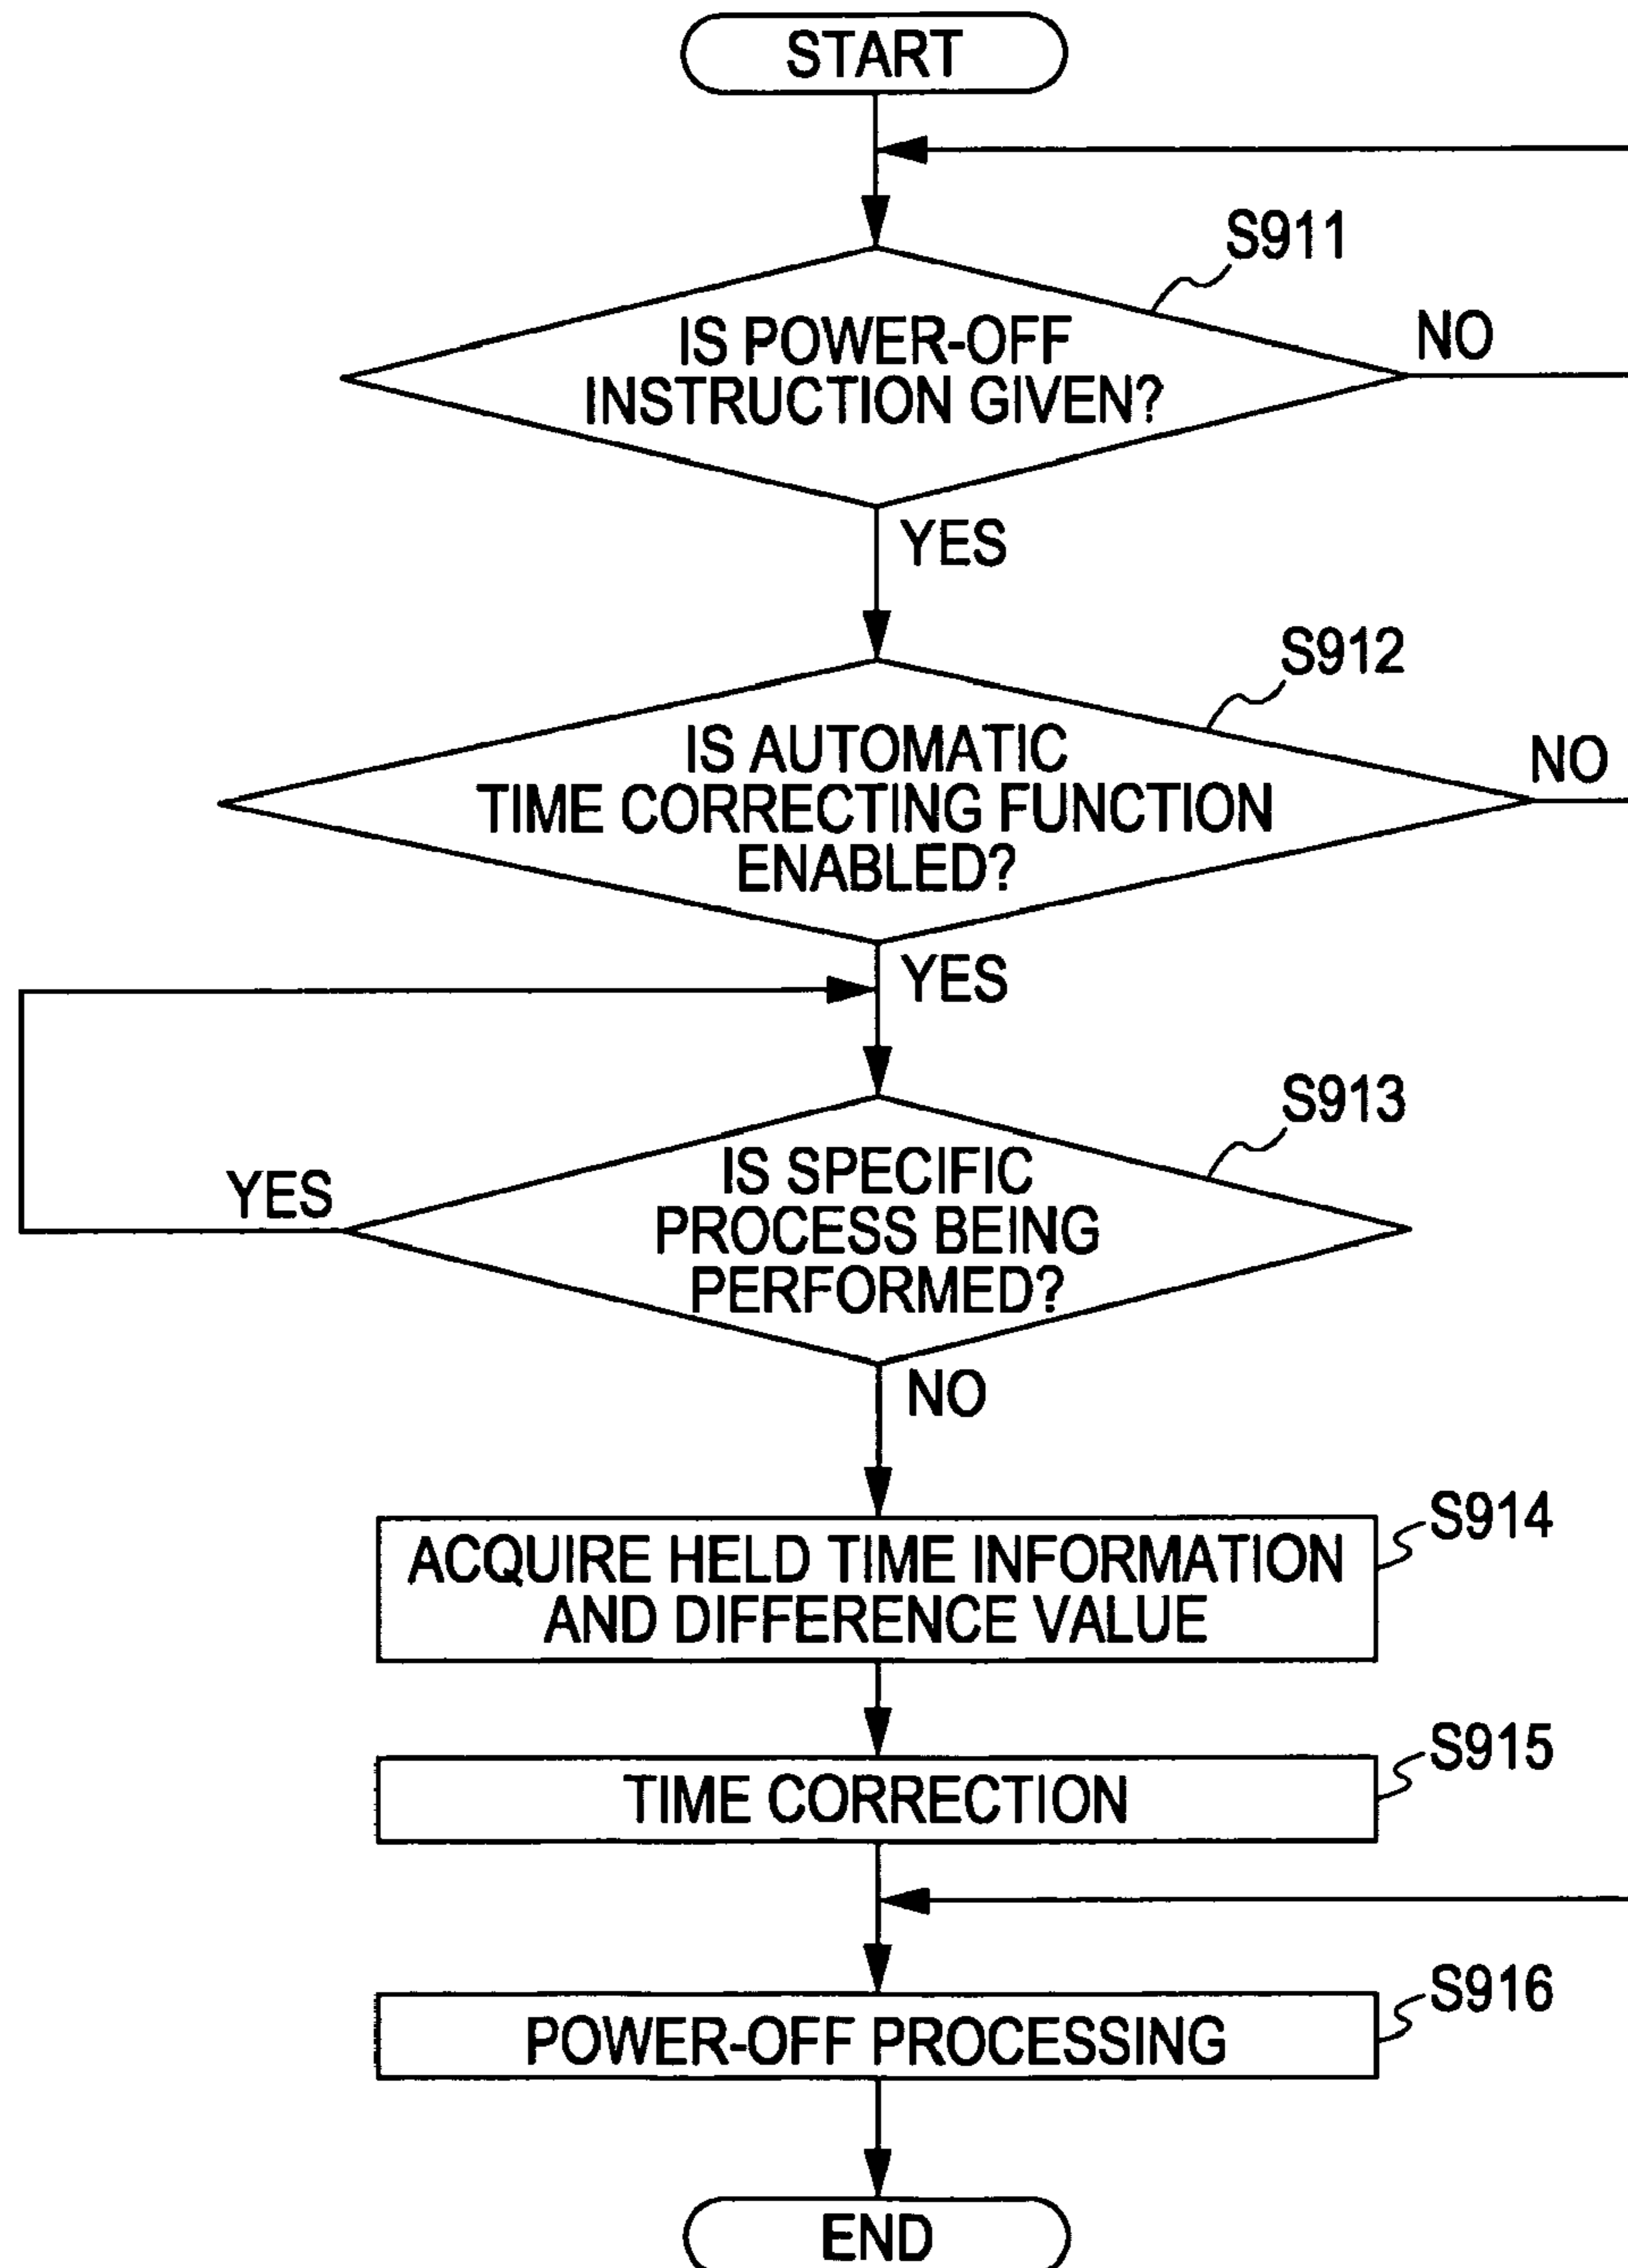 START
S911
IS POWER-OFF
INSTRUCTION GIVEN?
NO
YES
S912
IS AUTOMATIC
TIME CORRECTING FUNCTION
ENABLED?
NO
YES
S913
IS SPECIFIC
PROCESS BEING
PERFORMED?
YES
NO
S914
ACQUIRE HELD TIME INFORMATION
AND DIFFERENCE VALUE
S915
TIME CORRECTION
S916
POWER-OFF PROCESSING
END